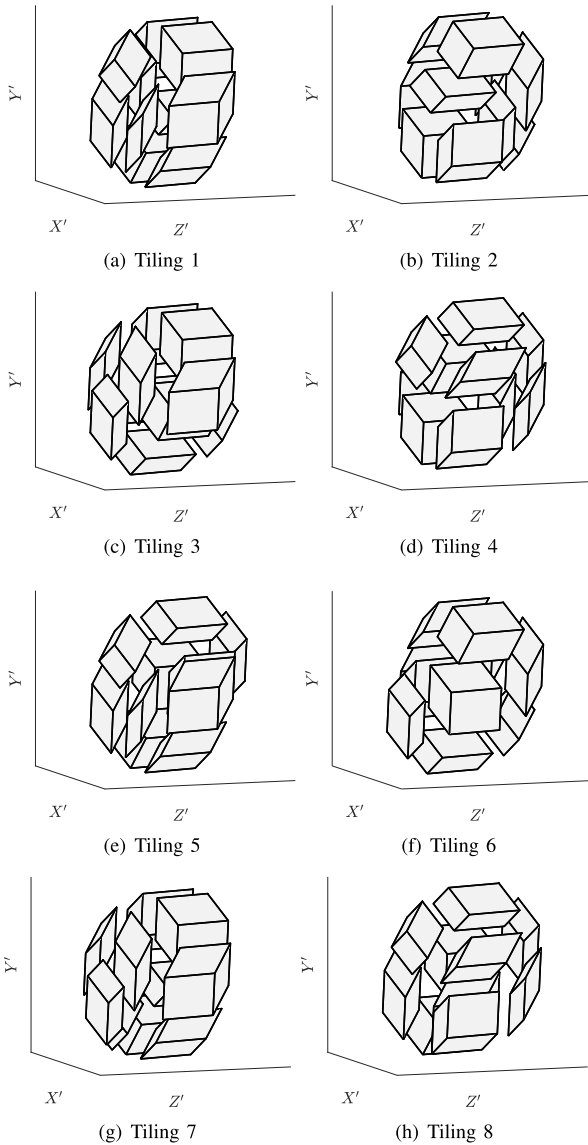 Y′ Y′
X′ Z′ X′ Z′
(a) Tiling 1 (b) Tiling 2
Y′ Y′
X′ Z′ X′ Z′
(c) Tiling 3 (d) Tiling 4
Y′ Y′
X′ Z′ X′ Z′
(e) Tiling 5 (f) Tiling 6
Y′ Y′
X′ Z′ X′ Z′
(g) Tiling 7 (h) Tiling 8